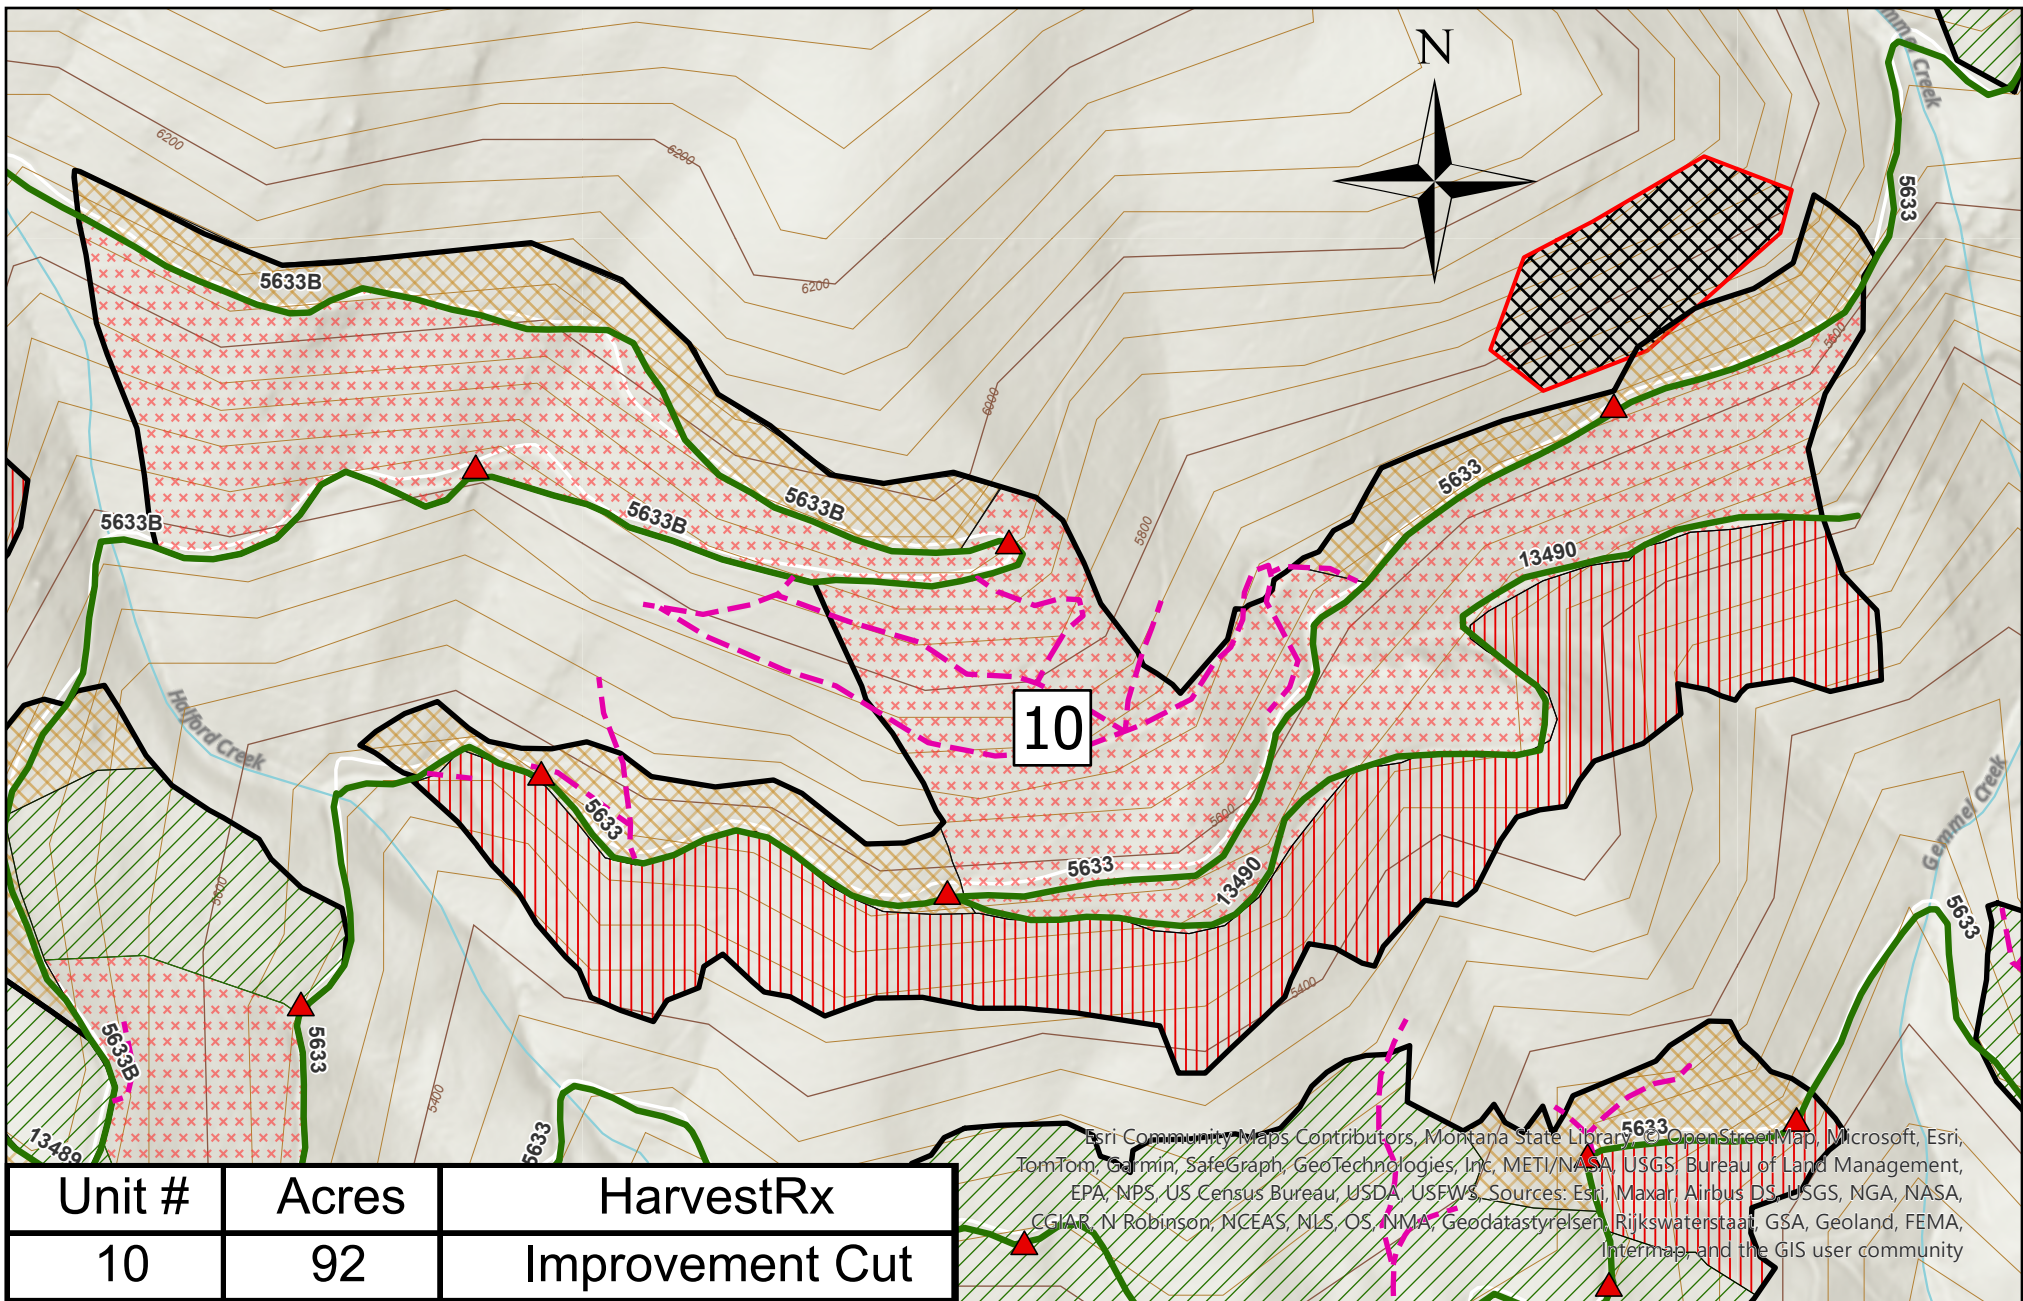 Gemmel Creek
N
6200
6200
5633
5633B
6200
5600
6000
5633
5633B
5633B
5633B
5800
13490
10
Halford Creek
5633
5600
Gemmel Creek
5633
13490
5600
5633
5400
5633B
5633
5400
13489
5633
5633
Esri Community Maps Contributors, Montana State Library, © OpenStreetMap, Microsoft, Esri,
TomTom, Garmin, SafeGraph, GeoTechnologies, Inc, METI/NASA, USGS, Bureau of Land Management,
EPA, NPS, US Census Bureau, USDA, USFWS, Sources: Esri, Maxar, Airbus DS, USGS, NGA, NASA,
CGIAR, N Robinson, NCEAS, NLS, OS, NMA, Geodatastyrelsen, Rijkswaterstaat, GSA, Geoland, FEMA,
Intermap, and the GIS user community
Unit # Acres HarvestRx
10 92 Improvement Cut